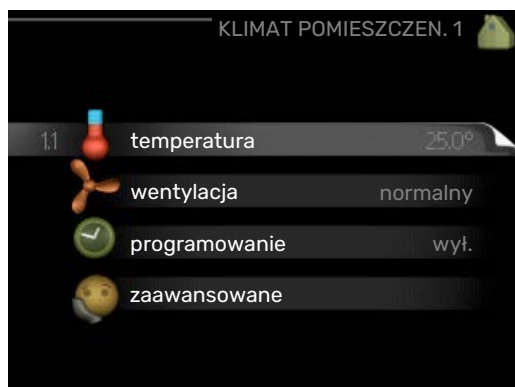 KLIMAT POMIESZCZEN. 1
1.1 temperatura 25.0°
wentylacja normalny
programowanie wył.
zaawansowane